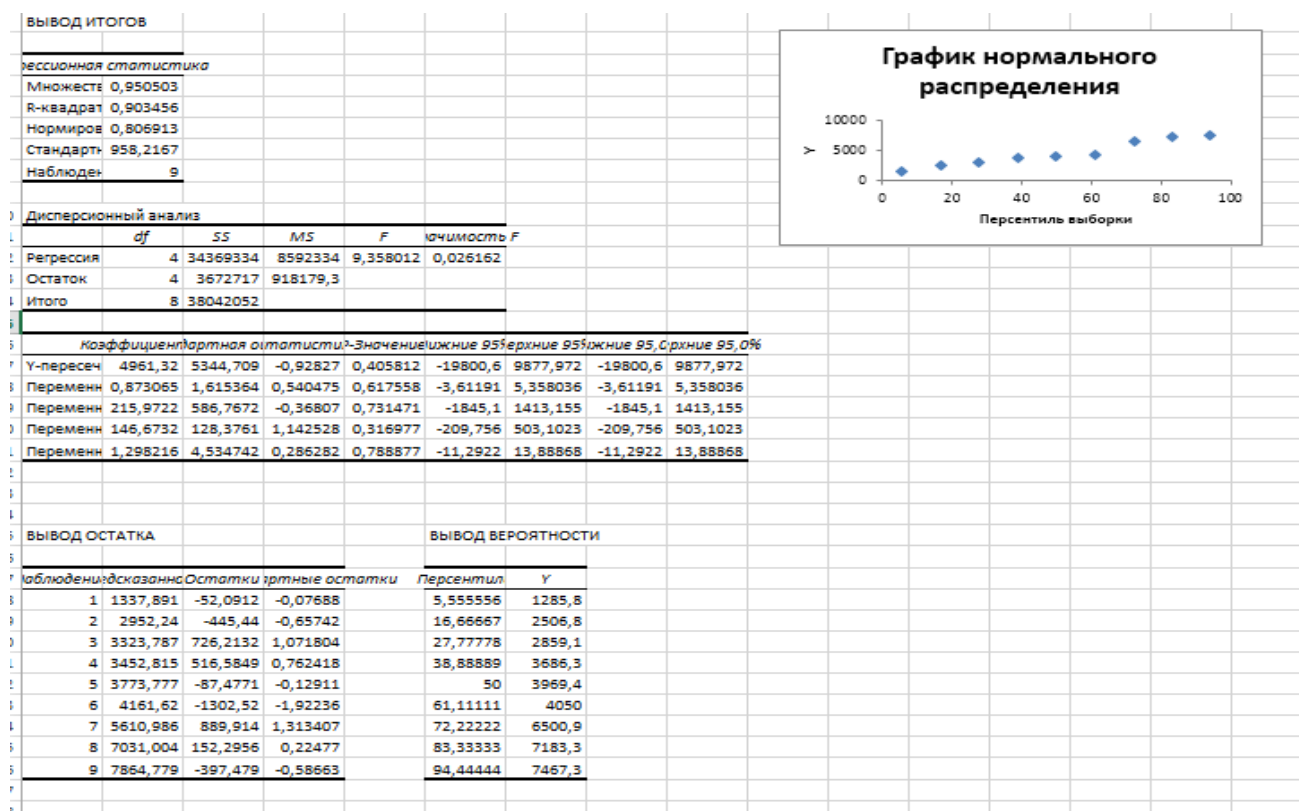 ВЫВОД ИТОГОВ
рессионная статистика
Множеств 0,950503
R-квадрат 0,903456
Нормиров 0,806913
Стандартн 958,2167
Наблюден 9
График нормального
распределения
10000
5000
0
Y
0 20 40 60 80 100
Персентиль выборки
Дисперсионный анализ
df SS MS F ачимость F
Регрессия 4 34369334 8592334 9,358012 0,026162
Остаток 4 3672717 918179,3
Итого 8 38042052
Коэффициен дартная о татисти Р-Значение ижние 95% ерхние 95% жние 95,0 рхние 95,0%
Y-пересеч 4961,32 5344,709 -0,92827 0,405812 -19800,6 9877,972 -19800,6 9877,972
Переменн 0,873065 1,615364 0,540475 0,617558 -3,61191 5,358036 -3,61191 5,358036
Переменн 215,9722 586,7672 -0,36807 0,731471 -1845,1 1413,155 -1845,1 1413,155
Переменн 146,6732 128,3761 1,142528 0,316977 -209,756 503,1023 -209,756 503,1023
Переменн 1,298216 4,534742 0,286282 0,788877 -11,2922 13,88868 -11,2922 13,88868
ВЫВОД ОСТАТКА ВЫВОД ВЕРОЯТНОСТИ
аблюдени едсказанно Остатки артные остатки Персентил Y
1 1337,891 -52,0912 -0,07688 5,555556 1285,8
2 2952,24 -445,44 -0,65742 16,66667 2506,8
3 3323,787 726,2132 1,071804 27,77778 2859,1
4 3452,815 516,5849 0,762418 38,88889 3686,3
5 3773,777 -87,4771 -0,12911 50 3969,4
6 4161,62 -1302,52 -1,92236 61,11111 4050
7 5610,986 889,914 1,313407 72,22222 6500,9
8 7031,004 152,2956 0,22477 83,33333 7183,3
9 7864,779 -397,479 -0,58663 94,44444 7467,3